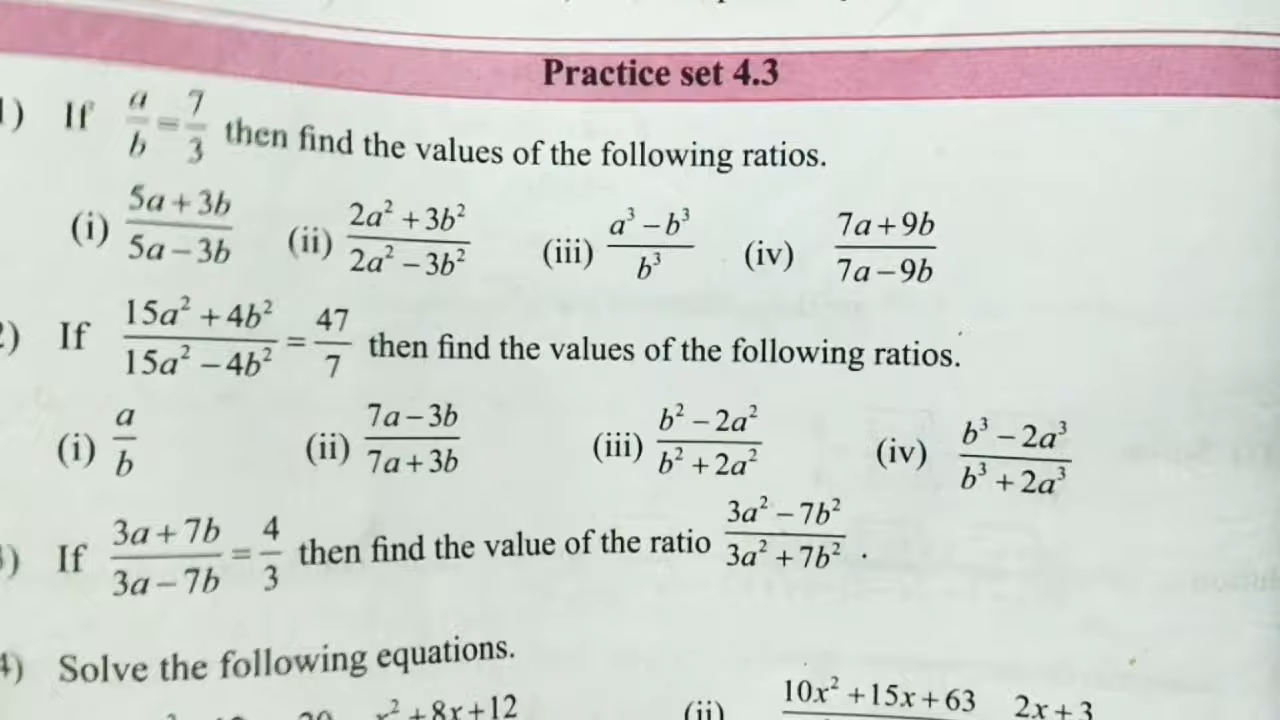 Practice set 4.3
1) If a/b = 7/3 then find the values of the following ratios.
(i) (5a + 3b)/(5a − 3b) (ii) (2a² + 3b²)/(2a² − 3b²) (iii) (a³ − b³)/b³ (iv) (7a + 9b)/(7a − 9b)
2) If (15a² + 4b²)/(15a² − 4b²) = 47/7 then find the values of the following ratios.
(i) a/b (ii) (7a − 3b)/(7a + 3b) (iii) (b² − 2a²)/(b² + 2a²) (iv) (b³ − 2a³)/(b³ + 2a³)
3) If (3a + 7b)/(3a − 7b) = 4/3 then find the value of the ratio (3a² − 7b²)/(3a² + 7b²) .
4) Solve the following equations.
x² + 8x + 12 (ii) 10x² + 15x + 63 2x + 3